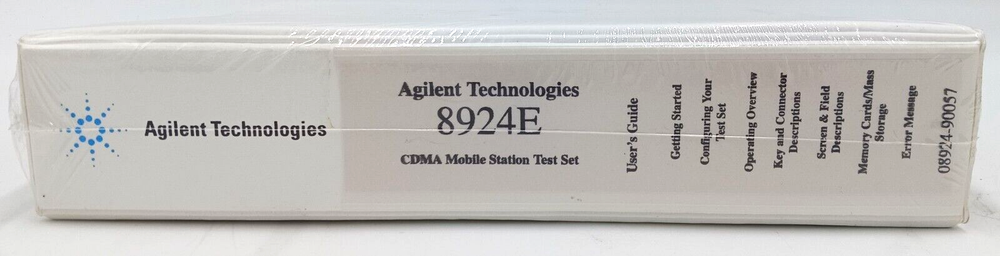 Agilent Technologies
Agilent Technologies
8924E
CDMA Mobile Station Test Set
User's Guide
Getting Started
Configuring Your
Test Set
Operating Overview
Key and Connector
Descriptions
Screen & Field
Descriptions
Memory Cards/Mass
Storage
Error Message
08924-90057